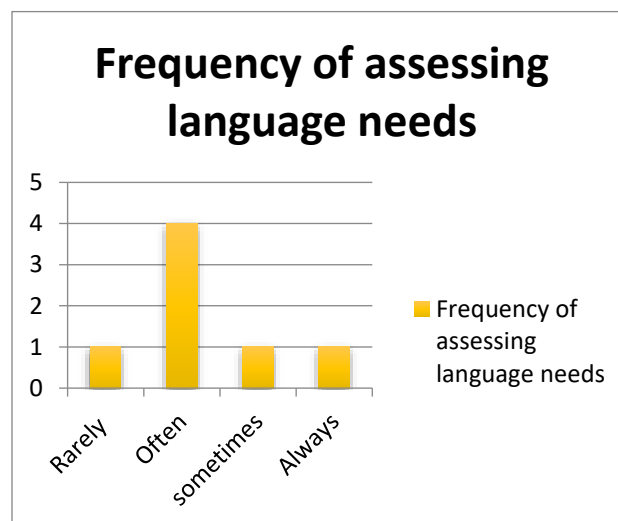 Frequency of assessing
language needs
5
4
3
2
1
0
Rarely
Often
sometimes
Always
Frequency of
assessing
language needs